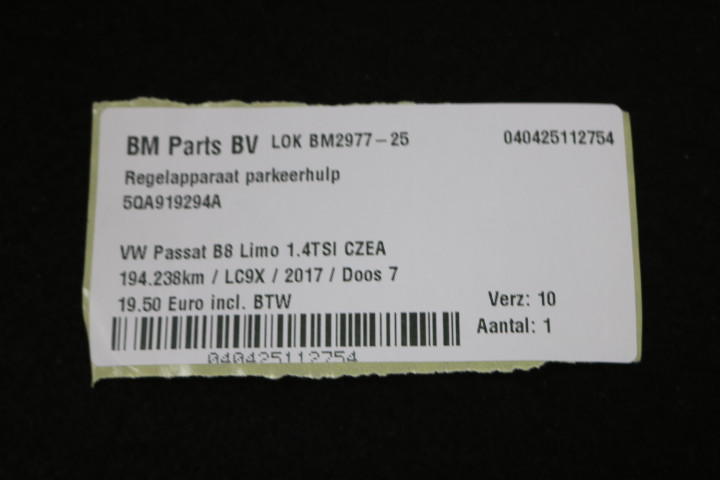 BM Parts BV LOK BM2977-25 040425112754
Regelapparaat parkeerhulp
5QA919294A
VW Passat B8 Limo 1.4TSI CZEA
194.238km / LC9X / 2017 / Doos 7
19.50 Euro incl. BTW Verz: 10
Aantal: 1
040425112754